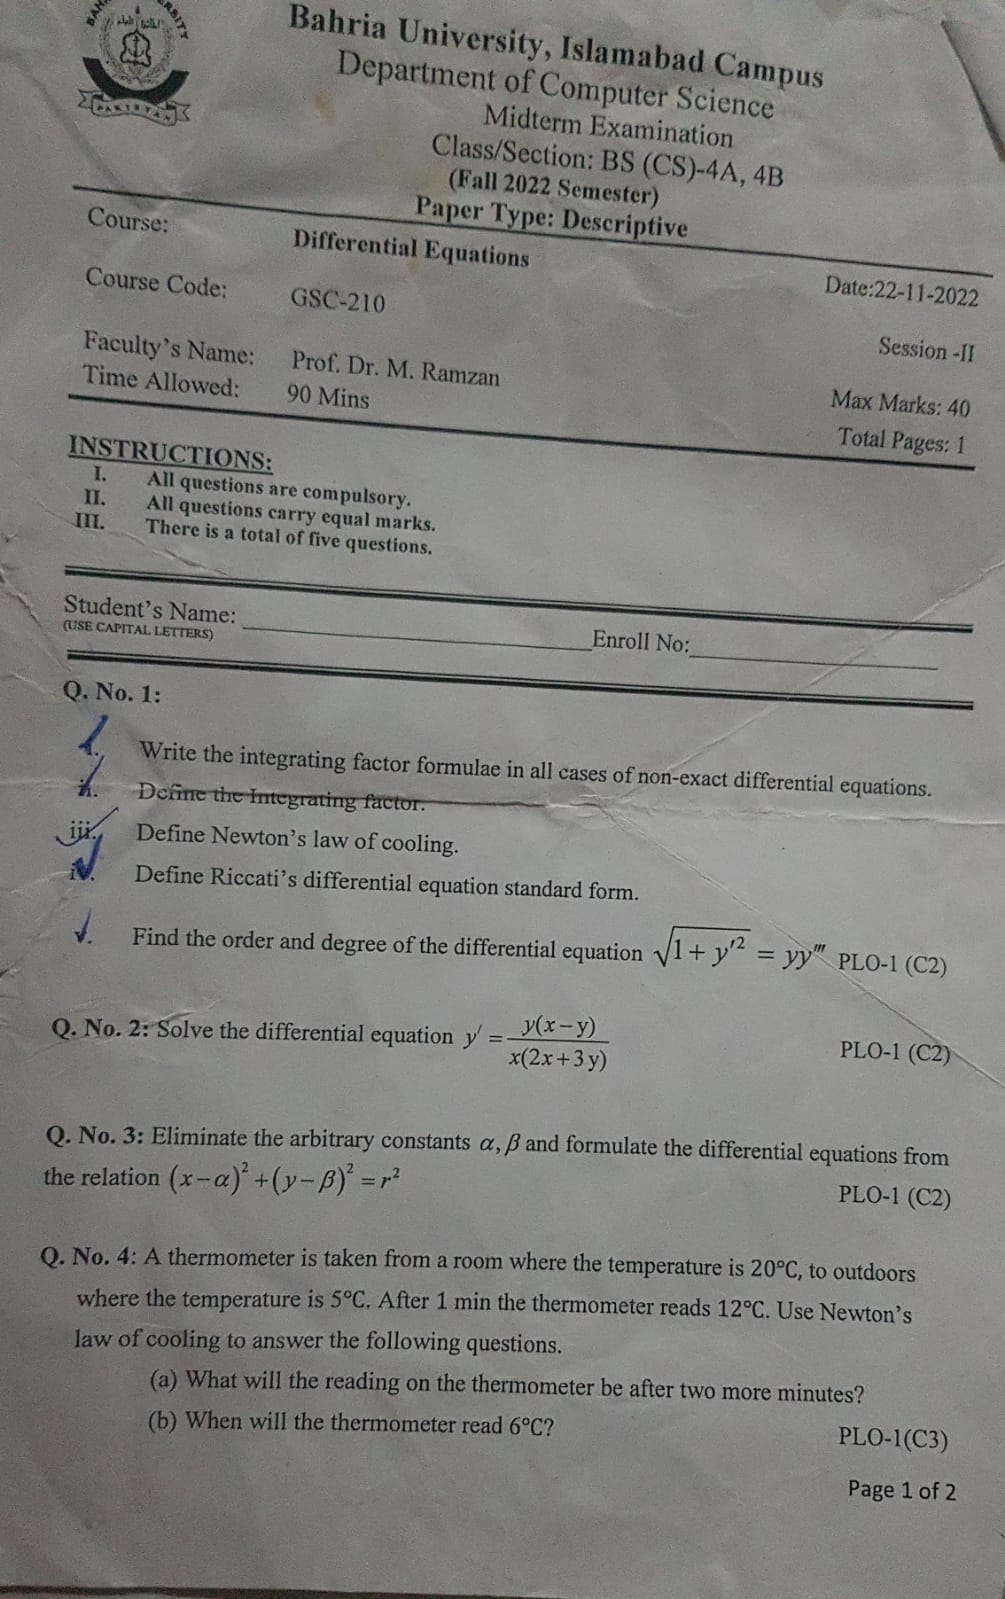 PAKISTAN
Bahria University, Islamabad Campus
Department of Computer Science
Midterm Examination
Class/Section: BS (CS)-4A, 4B
(Fall 2022 Semester)
Paper Type: Descriptive
Course: Differential Equations
Date:22-11-2022
Course Code: GSC-210
Session -II
Faculty's Name: Prof. Dr. M. Ramzan
Max Marks: 40
Time Allowed: 90 Mins
Total Pages: 1
INSTRUCTIONS:
I. All questions are compulsory.
II. All questions carry equal marks.
III. There is a total of five questions.
Student's Name:
(USE CAPITAL LETTERS)
Enroll No:
Q. No. 1:
i. Write the integrating factor formulae in all cases of non-exact differential equations.
ii. Define the Integrating factor.
iii. Define Newton's law of cooling.
iv. Define Riccati's differential equation standard form.
v. Find the order and degree of the differential equation √1+y'² = yy''' PLO-1 (C2)
Q. No. 2: Solve the differential equation y' = y(x-y)/x(2x+3y) PLO-1 (C2)
Q. No. 3: Eliminate the arbitrary constants α, β and formulate the differential equations from
the relation (x-α)² +(y-β)² =r² PLO-1 (C2)
Q. No. 4: A thermometer is taken from a room where the temperature is 20°C, to outdoors
where the temperature is 5°C. After 1 min the thermometer reads 12°C. Use Newton's
law of cooling to answer the following questions.
(a) What will the reading on the thermometer be after two more minutes?
(b) When will the thermometer read 6°C?
PLO-1(C3)
Page 1 of 2